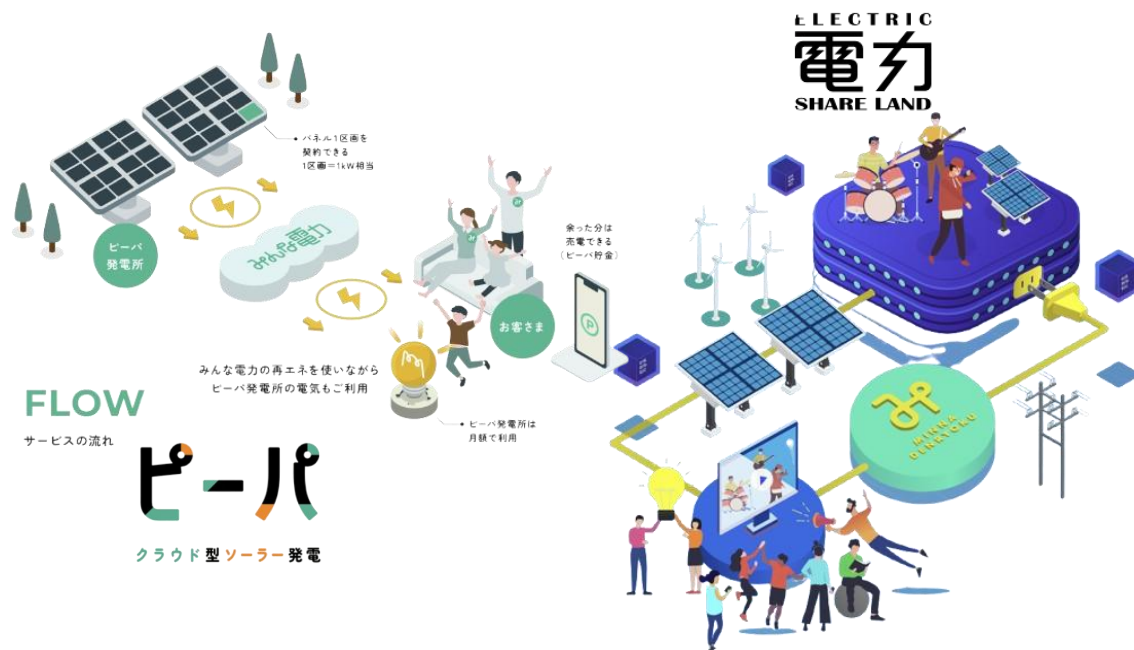 パネル1区画を
契約できる
1区画＝1kW相当
ピーパ
発電所
みんな電力
余った分は
売電できる
（ピーパ貯金）
お客さま
P
みんな電力の再エネを使いながら
ピーパ発電所の電気もご利用
ピーパ発電所は
月額で利用
FLOW
サービスの流れ
ピーパ
クラウド型ソーラー発電
ELECTRIC
電力
SHARE LAND
み
MINNA
DENRYOKU